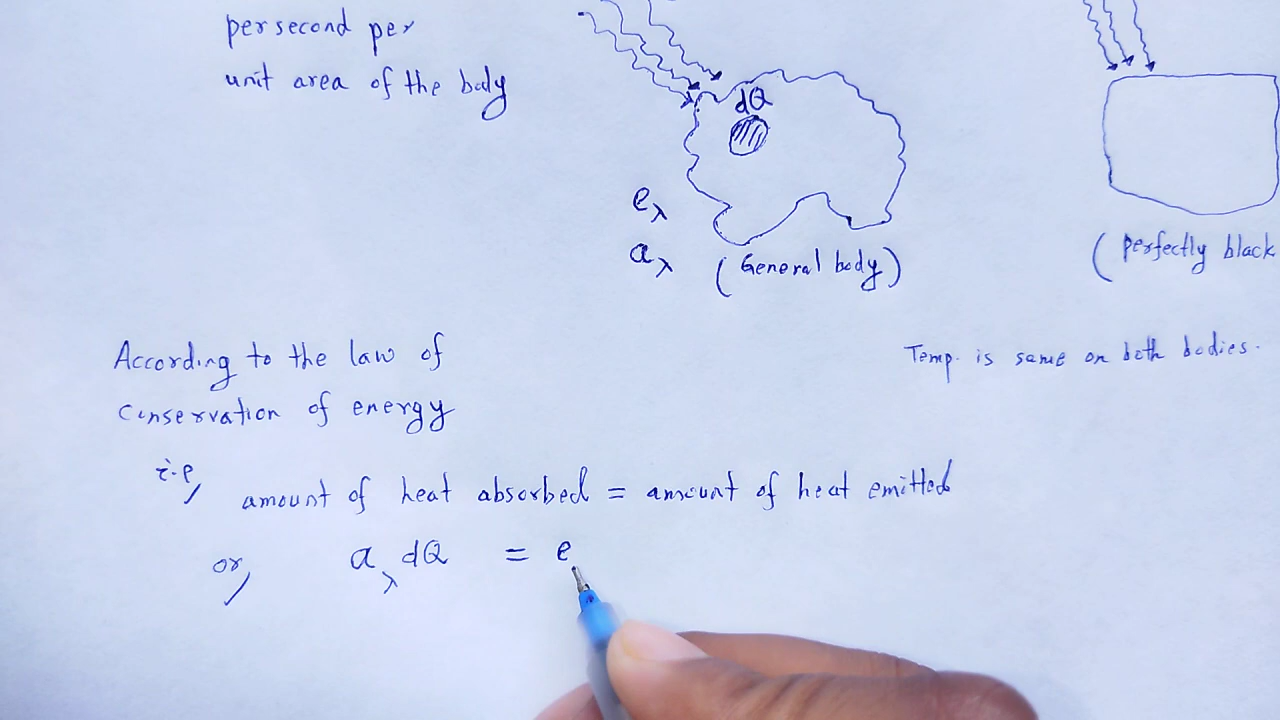 per second per
unit area of the body
dQ
eλ
aλ
(General body)
(perfectly black
According to the law of
conservation of energy
Temp. is same on both bodies.
i.e,
amount of heat absorbed = amount of heat emitted
or, aλ dQ = e